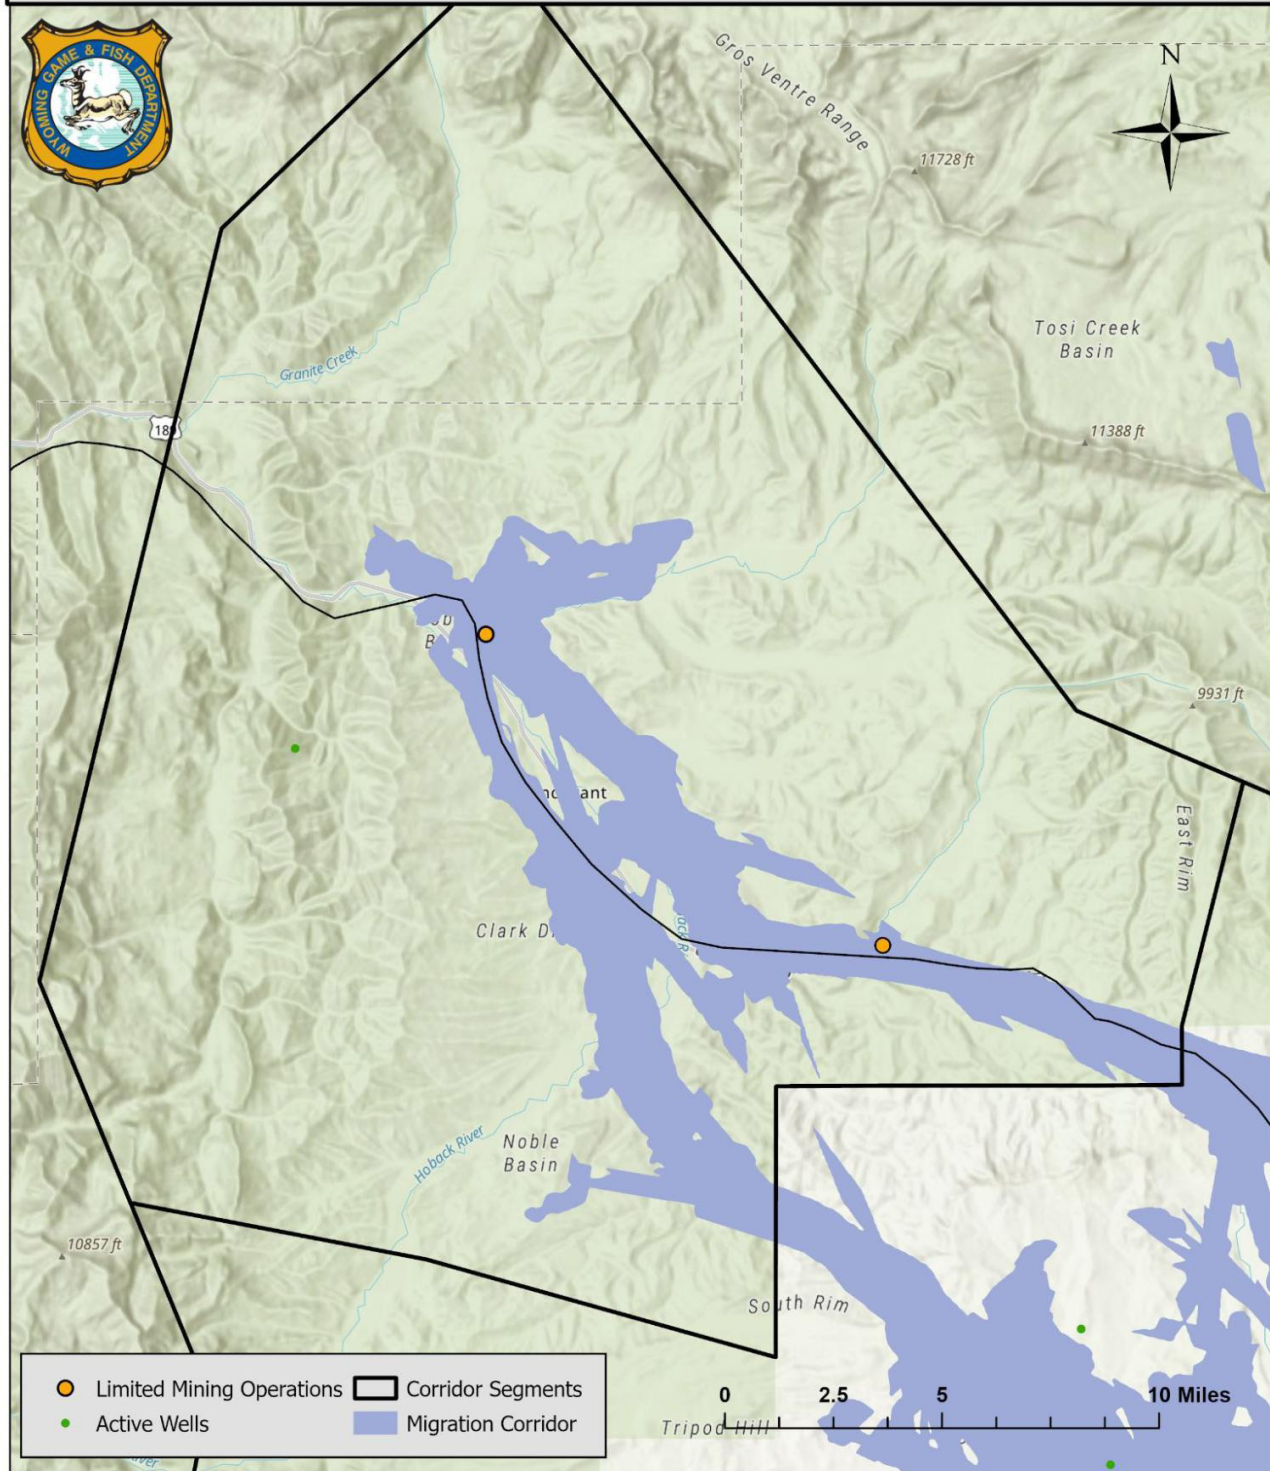 WYOMING GAME & FISH DEPARTMENT
Gros Ventre Range
N
11728 ft
Tosi Creek
Basin
Granite Creek
189
11388 ft
9931 ft
East Rim
Noble
Basin
Hoback River
10857 ft
South Rim
Limited Mining Operations
Corridor Segments
Active Wells
Migration Corridor
0 2.5 5 10 Miles
Tripod Hill